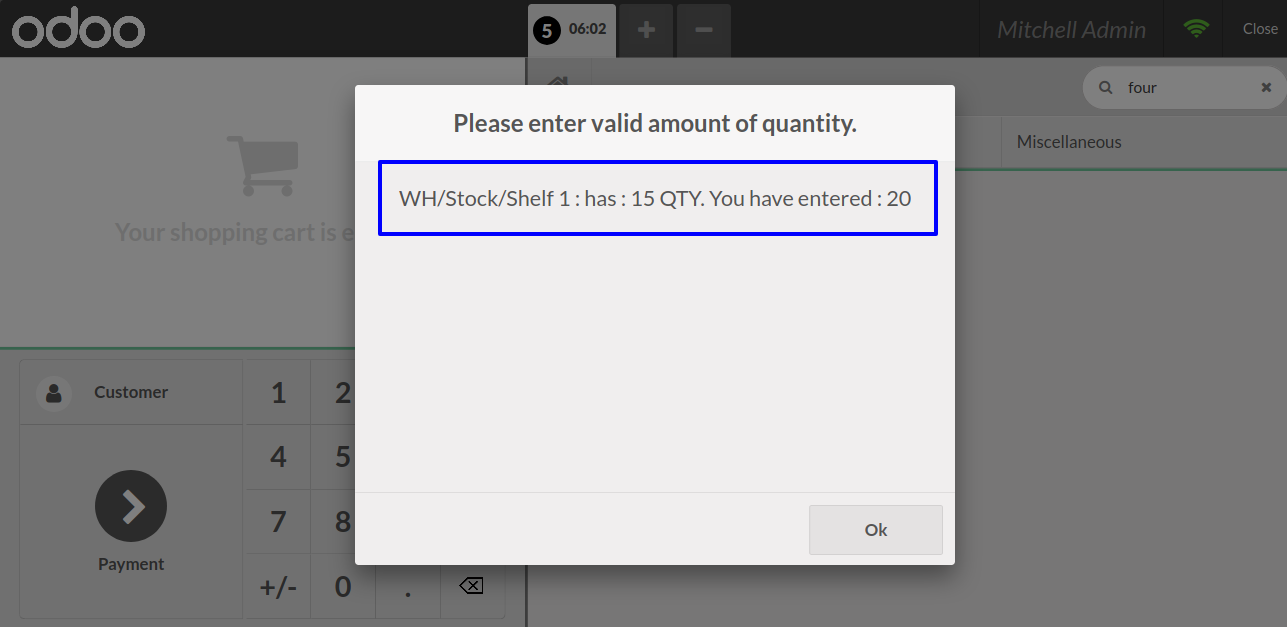 odoo
5 06:02 + −
Mitchell Admin
Close
four
Miscellaneous
Please enter valid amount of quantity.
WH/Stock/Shelf 1 : has : 15 QTY. You have entered : 20
Your shopping cart is e
Customer
1 2
4 5
7 8
+/- 0 .
Payment
Ok